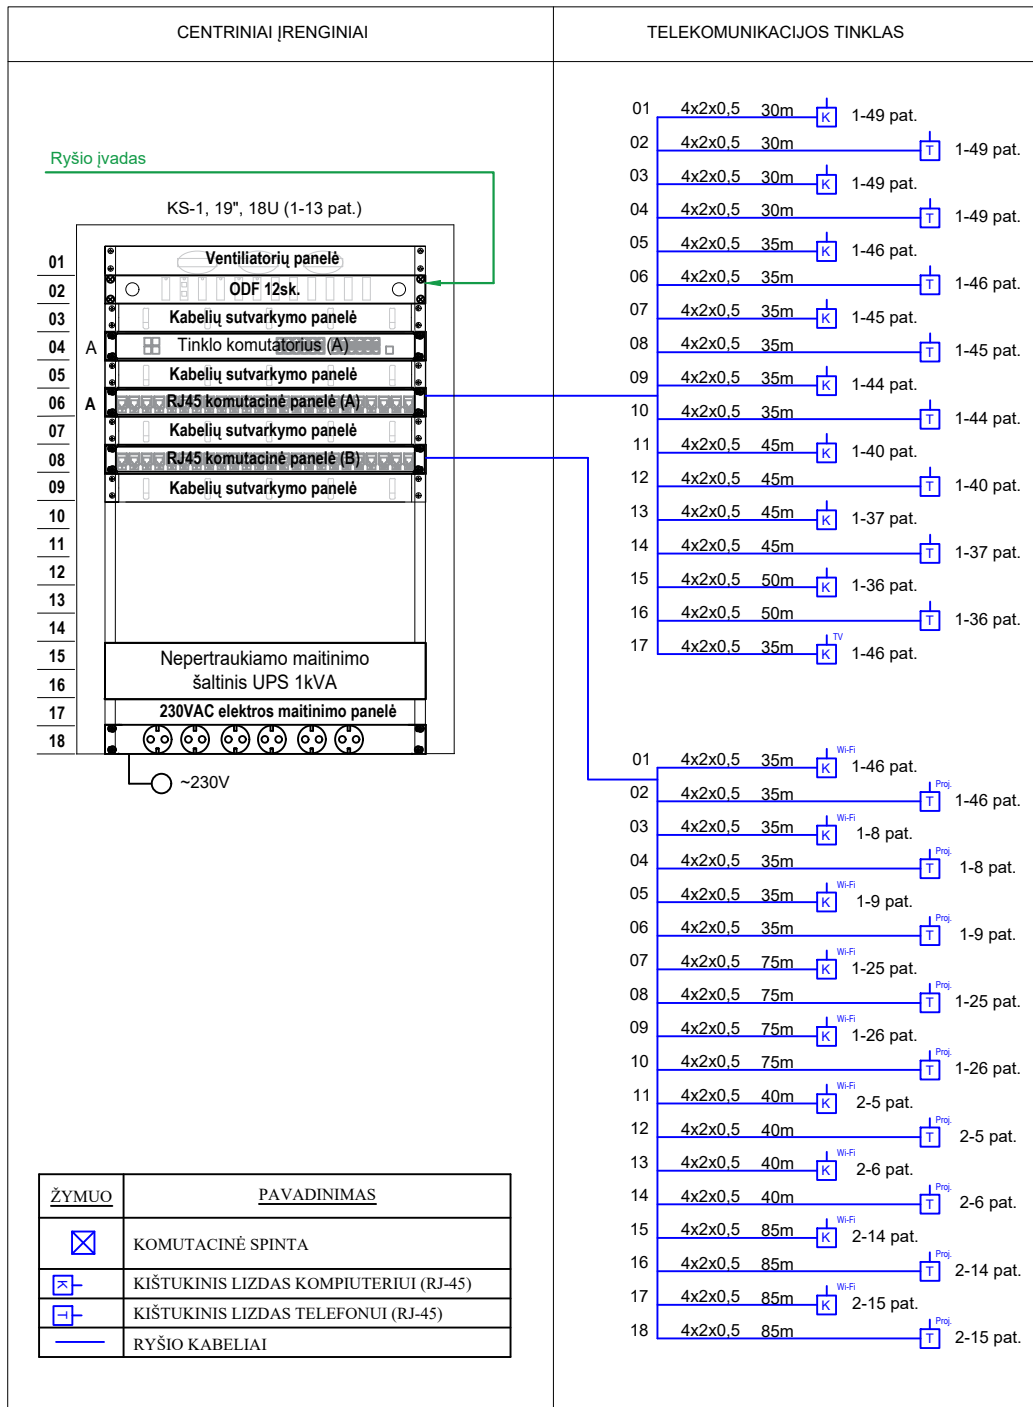 CENTRINIAI ĮRENGINIAI
TELEKOMUNIKACIJOS TINKLAS
Ryšio įvadas
KS-1, 19", 18U (1-13 pat.)
01 Ventiliatorių panelė
02 ODF 12sk.
03 Kabelių sutvarkymo panelė
04 A Tinklo komutatorius (A)
05 Kabelių sutvarkymo panelė
06 A RJ45 komutacinė panelė (A)
07 Kabelių sutvarkymo panelė
08 RJ45 komutacinė panelė (B)
09 Kabelių sutvarkymo panelė
10
11
12
13
14
15 Nepertraukiamo maitinimo
16 šaltinis UPS 1kVA
17 230VAC elektros maitinimo panelė
18
~230V
01 4x2x0,5 30m K 1-49 pat.
02 4x2x0,5 30m T 1-49 pat.
03 4x2x0,5 30m K 1-49 pat.
04 4x2x0,5 30m T 1-49 pat.
05 4x2x0,5 35m K 1-46 pat.
06 4x2x0,5 35m T 1-46 pat.
07 4x2x0,5 35m K 1-45 pat.
08 4x2x0,5 35m T 1-45 pat.
09 4x2x0,5 35m K 1-44 pat.
10 4x2x0,5 35m T 1-44 pat.
11 4x2x0,5 45m K 1-40 pat.
12 4x2x0,5 45m T 1-40 pat.
13 4x2x0,5 45m K 1-37 pat.
14 4x2x0,5 45m T 1-37 pat.
15 4x2x0,5 50m K 1-36 pat.
16 4x2x0,5 50m T 1-36 pat.
17 4x2x0,5 35m K TV 1-46 pat.
01 4x2x0,5 35m K Wi-Fi 1-46 pat.
02 4x2x0,5 35m T Proj. 1-46 pat.
03 4x2x0,5 35m K Wi-Fi 1-8 pat.
04 4x2x0,5 35m T Proj. 1-8 pat.
05 4x2x0,5 35m K Wi-Fi 1-9 pat.
06 4x2x0,5 35m T Proj. 1-9 pat.
07 4x2x0,5 75m K Wi-Fi 1-25 pat.
08 4x2x0,5 75m T Proj. 1-25 pat.
09 4x2x0,5 75m K Wi-Fi 1-26 pat.
10 4x2x0,5 75m T Proj. 1-26 pat.
11 4x2x0,5 40m K Wi-Fi 2-5 pat.
12 4x2x0,5 40m T Proj. 2-5 pat.
13 4x2x0,5 40m K Wi-Fi 2-6 pat.
14 4x2x0,5 40m T Proj. 2-6 pat.
15 4x2x0,5 85m K Wi-Fi 2-14 pat.
16 4x2x0,5 85m T Proj. 2-14 pat.
17 4x2x0,5 85m K Wi-Fi 2-15 pat.
18 4x2x0,5 85m T Proj. 2-15 pat.
ŽYMUO PAVADINIMAS
KOMUTACINĖ SPINTA
K KIŠTUKINIS LIZDAS KOMPIUTERIUI (RJ-45)
T KIŠTUKINIS LIZDAS TELEFONUI (RJ-45)
RYŠIO KABELIAI